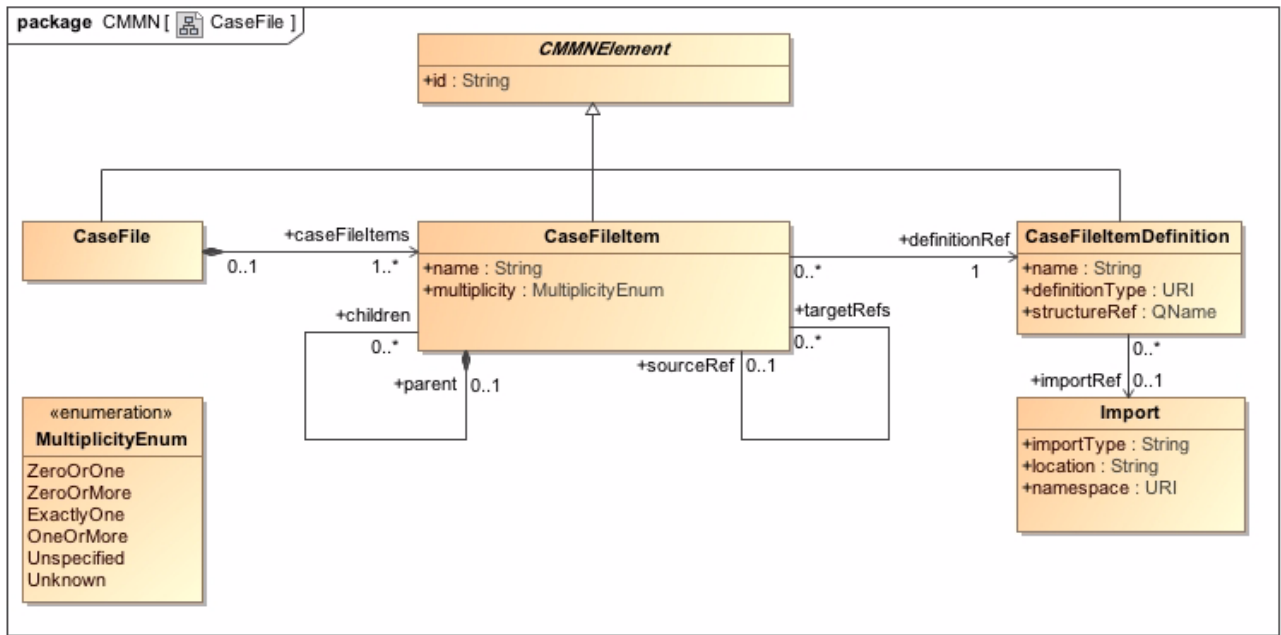 package CMMN [ CaseFile ]
CMMNElement
+id : String
CaseFile
0..1
+caseFileItems
1..*
CaseFileItem
+name : String
+multiplicity : MultiplicityEnum
0..*
+definitionRef
1
CaseFileItemDefinition
+name : String
+definitionType : URI
+structureRef : QName
+children
0..*
+parent
0..1
+targetRefs
0..*
+sourceRef
0..1
0..*
+importRef
0..1
Import
+importType : String
+location : String
+namespace : URI
«enumeration»
MultiplicityEnum
ZeroOrOne
ZeroOrMore
ExactlyOne
OneOrMore
Unspecified
Unknown